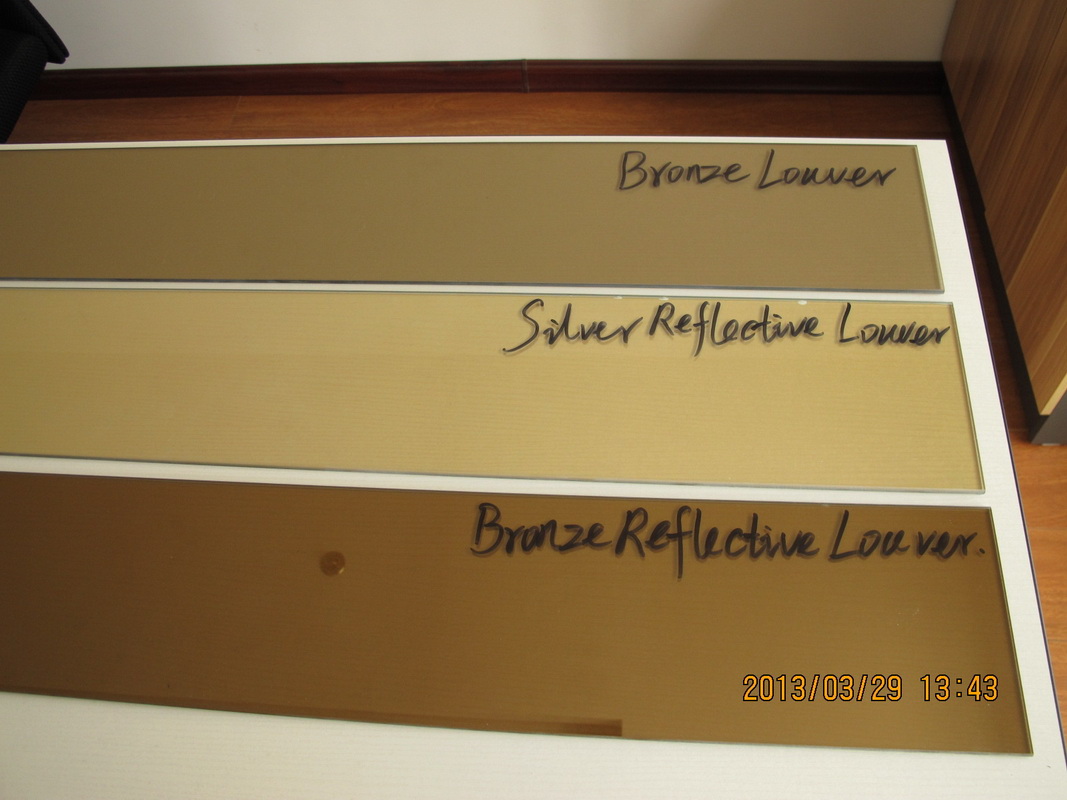 Bronze Louver
Silver Reflective Louver
Bronze Reflective Louver.
2013/03/29 13:43